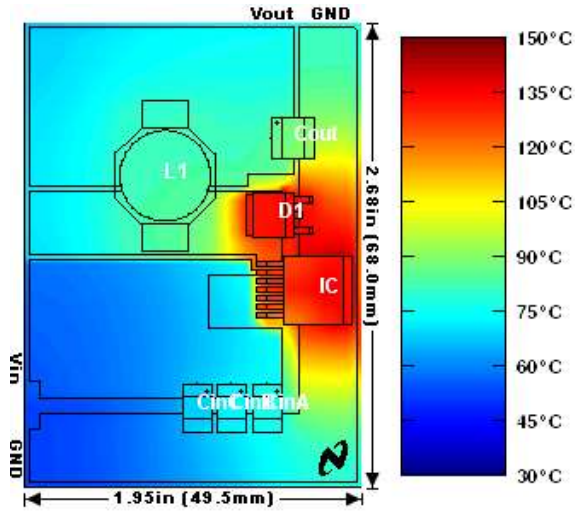 Vout GND
150°C
135°C
120°C
105°C
90°C
75°C
60°C
45°C
30°C
Cout
L1
D1
IC
2.68in (68.0mm)
Vin
CinC
CinA
GND
1.95in (49.5mm)